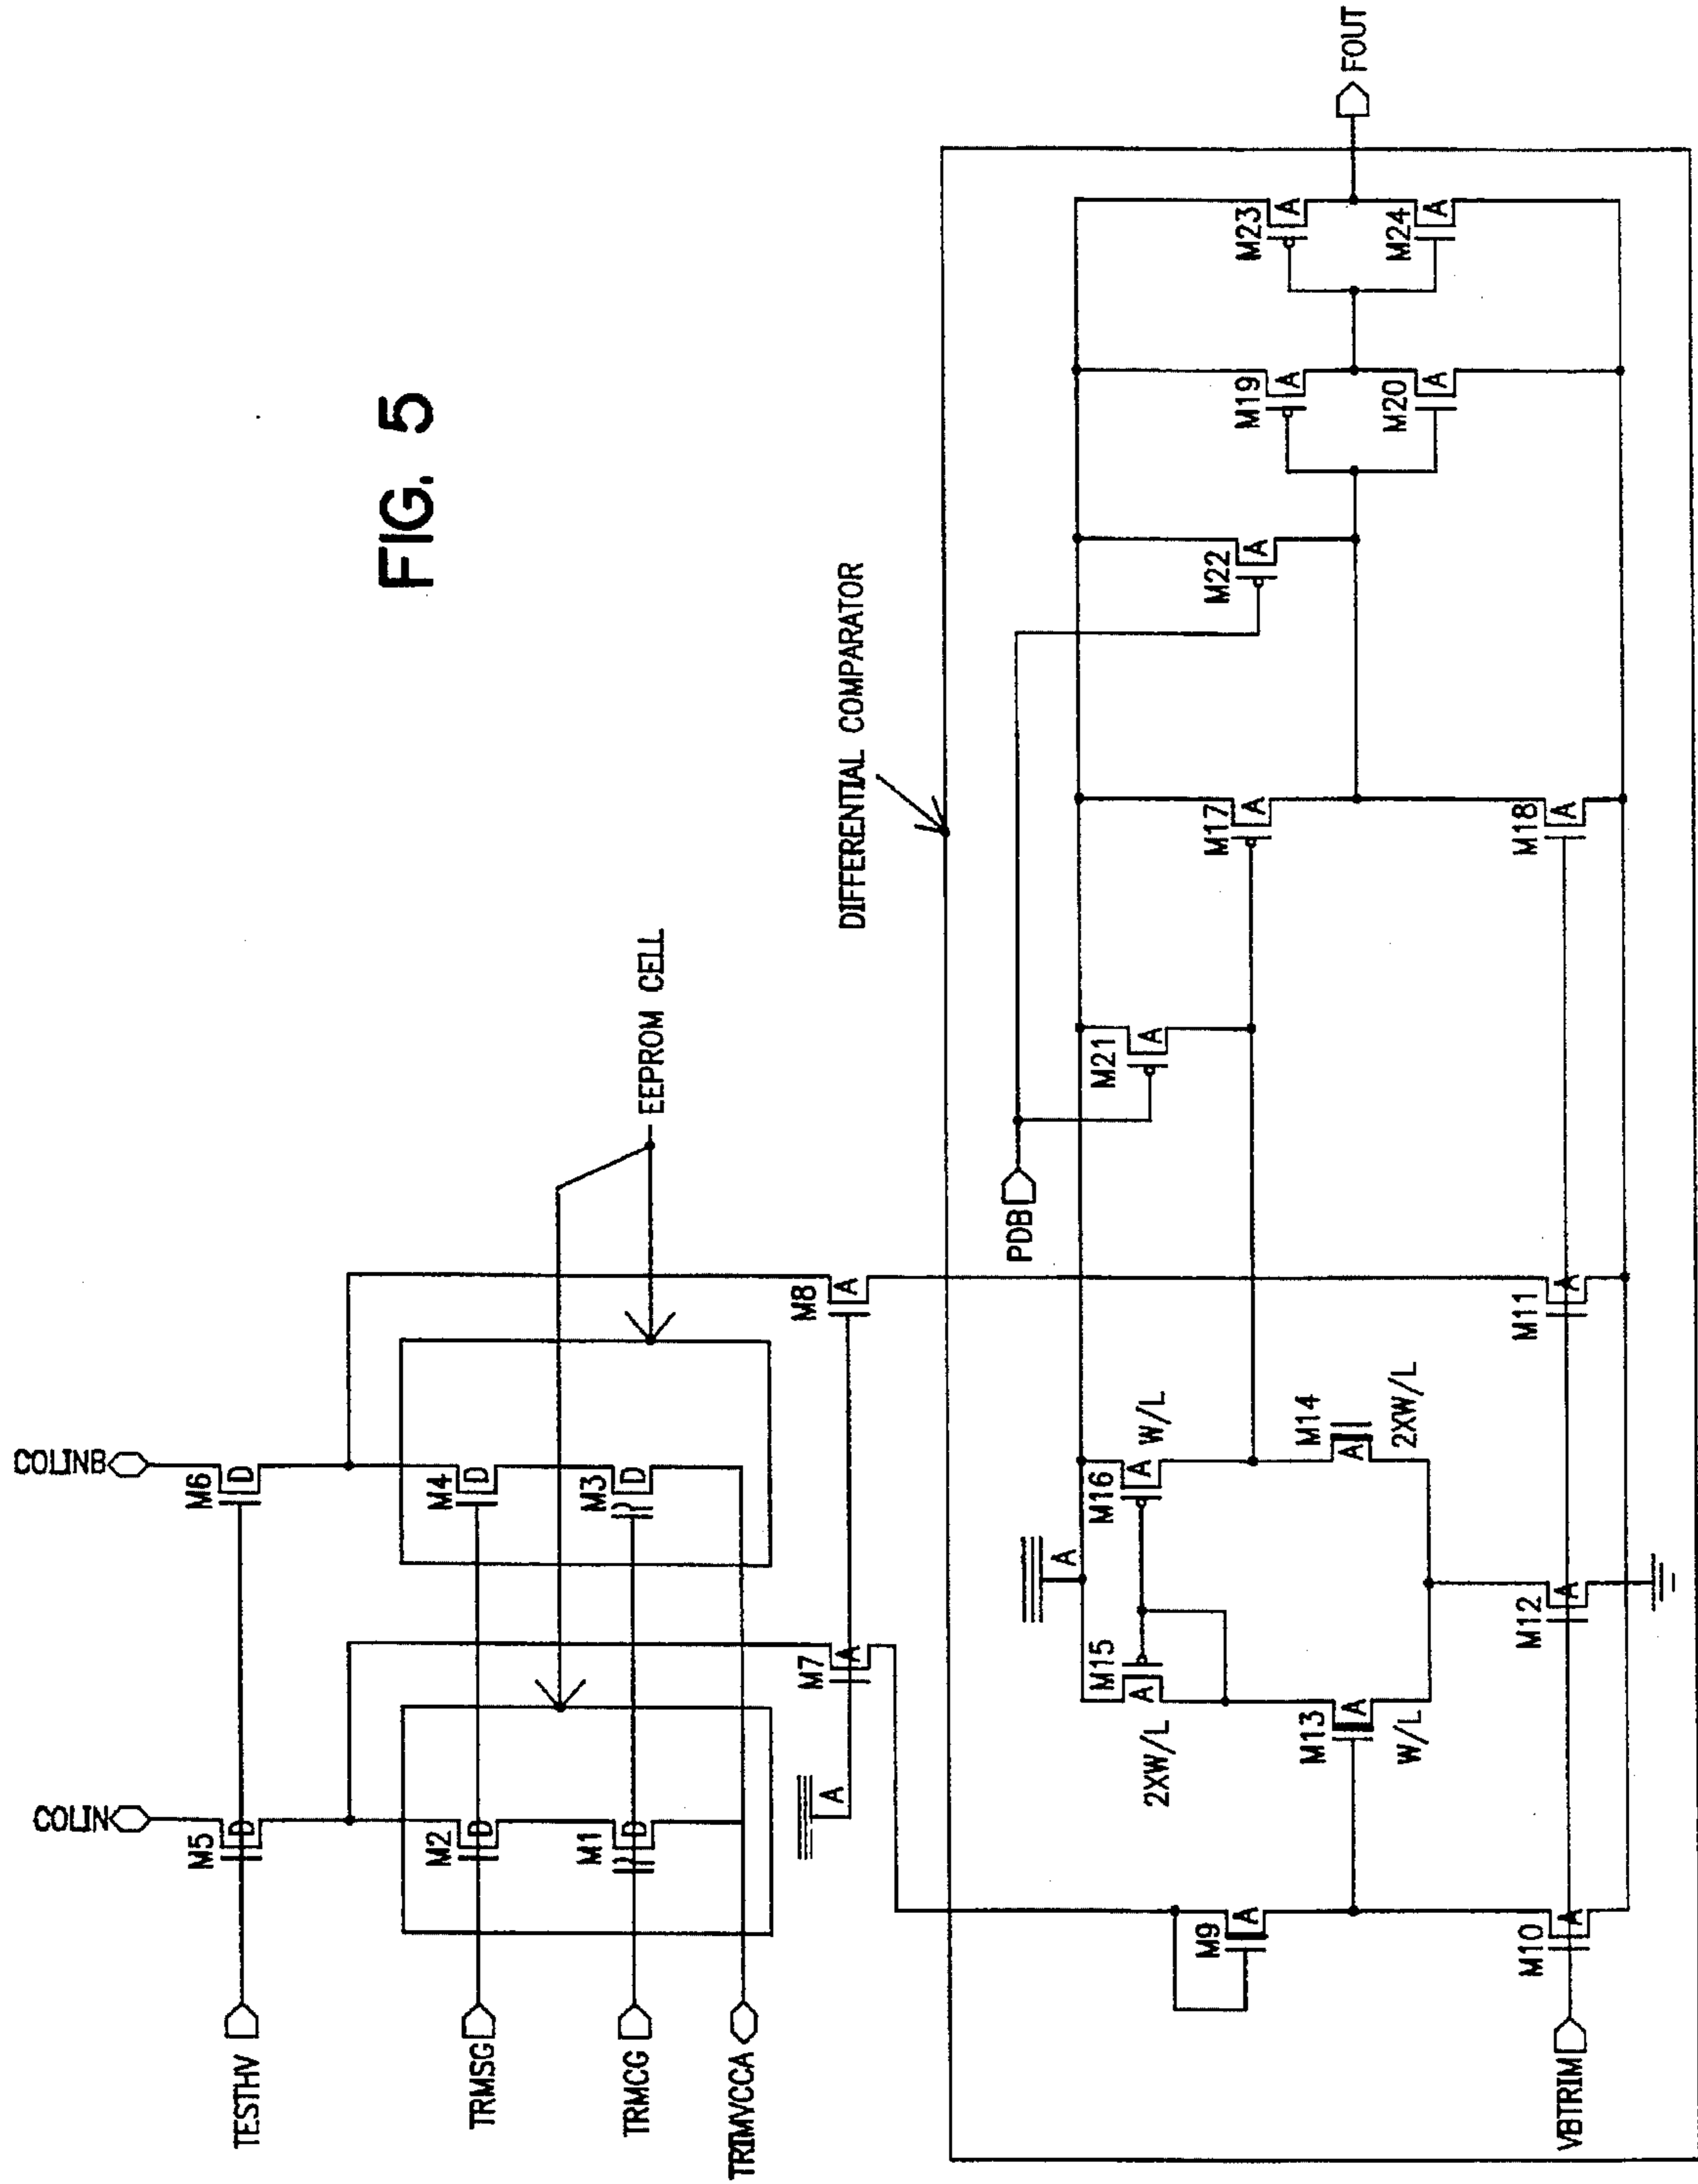 FIG. 5
COLIN
COLINB
TESTHV
M5
D
M6
D
TRMSG
M2
D
M4
D
TRMCG
M1
D
M3
D
TRIMVCCA
EEPROM CELL
A
M7
A
M8
A
DIFFERENTIAL COMPARATOR
PDB
A
M15
A
2XW/L
M16
A
W/L
M21
A
M22
A
M9
A
M13
A
W/L
M14
A
2XW/L
M17
A
M19
A
M23
A
M20
A
M24
A
FOUT
VBTRIM
M10
A
M12
A
M11
A
M18
A